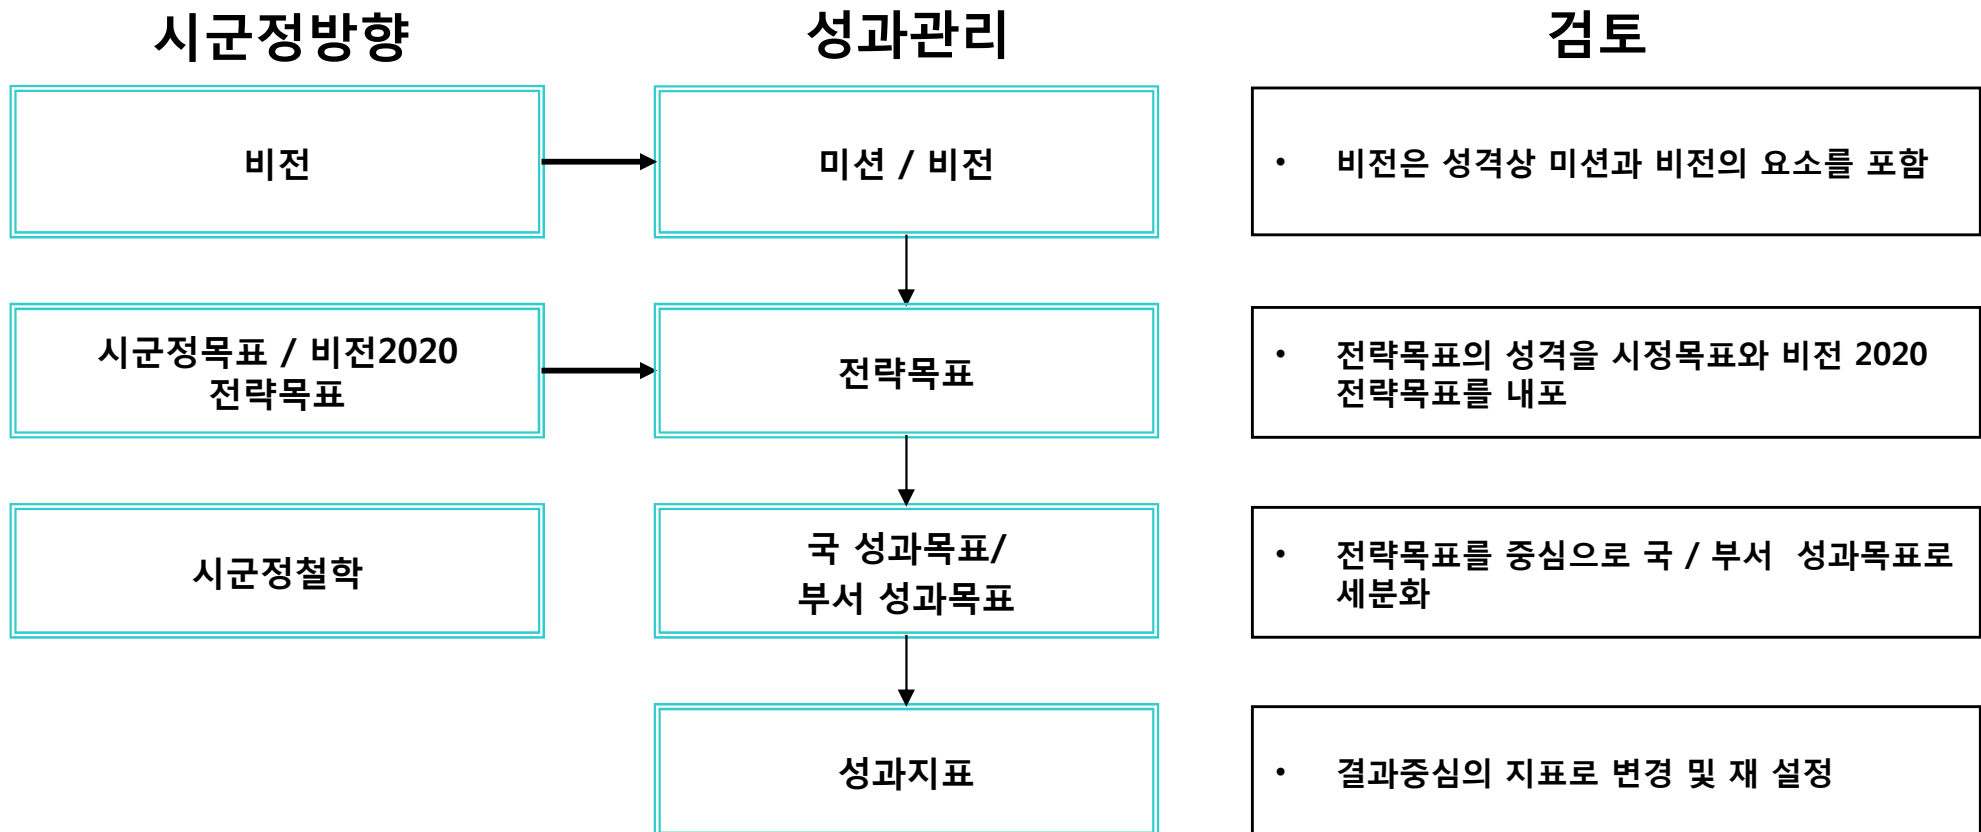 시군정방향
성과관리
검토
비전
미션 / 비전
• 비전은 성격상 미션과 비전의 요소를 포함
시군정목표 / 비전2020
전략목표
전략목표
• 전략목표의 성격을 시정목표와 비전 2020
전략목표를 내포
시군정철학
국 성과목표/
부서 성과목표
• 전략목표를 중심으로 국 / 부서 성과목표로
세분화
성과지표
• 결과중심의 지표로 변경 및 재 설정